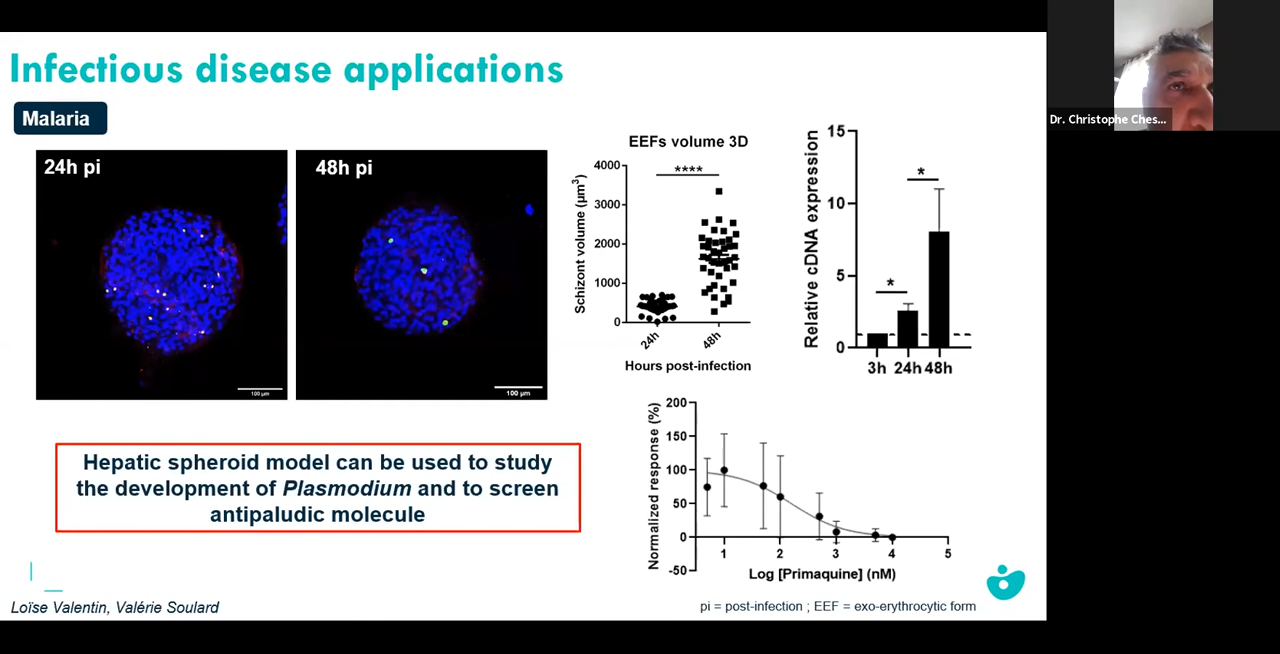 Infectious disease applications
Malaria
24h pi
100 µm
48h pi
100 µm
EEFs volume 3D
****
4000
3000
2000
1000
0
Schizont volume (µm³)
24h
48h
Hours post-infection
15
10
5
0
Relative cDNA expression
*
*
3h 24h 48h
200
150
100
50
0
-50
Normalized response (%)
1 2 3 4 5
Log [Primaquine] (nM)
Hepatic spheroid model can be used to study
the development of Plasmodium and to screen
antipaludic molecule
Loïse Valentin, Valérie Soulard
pi = post-infection ; EEF = exo-erythrocytic form
Dr. Christophe Ches...